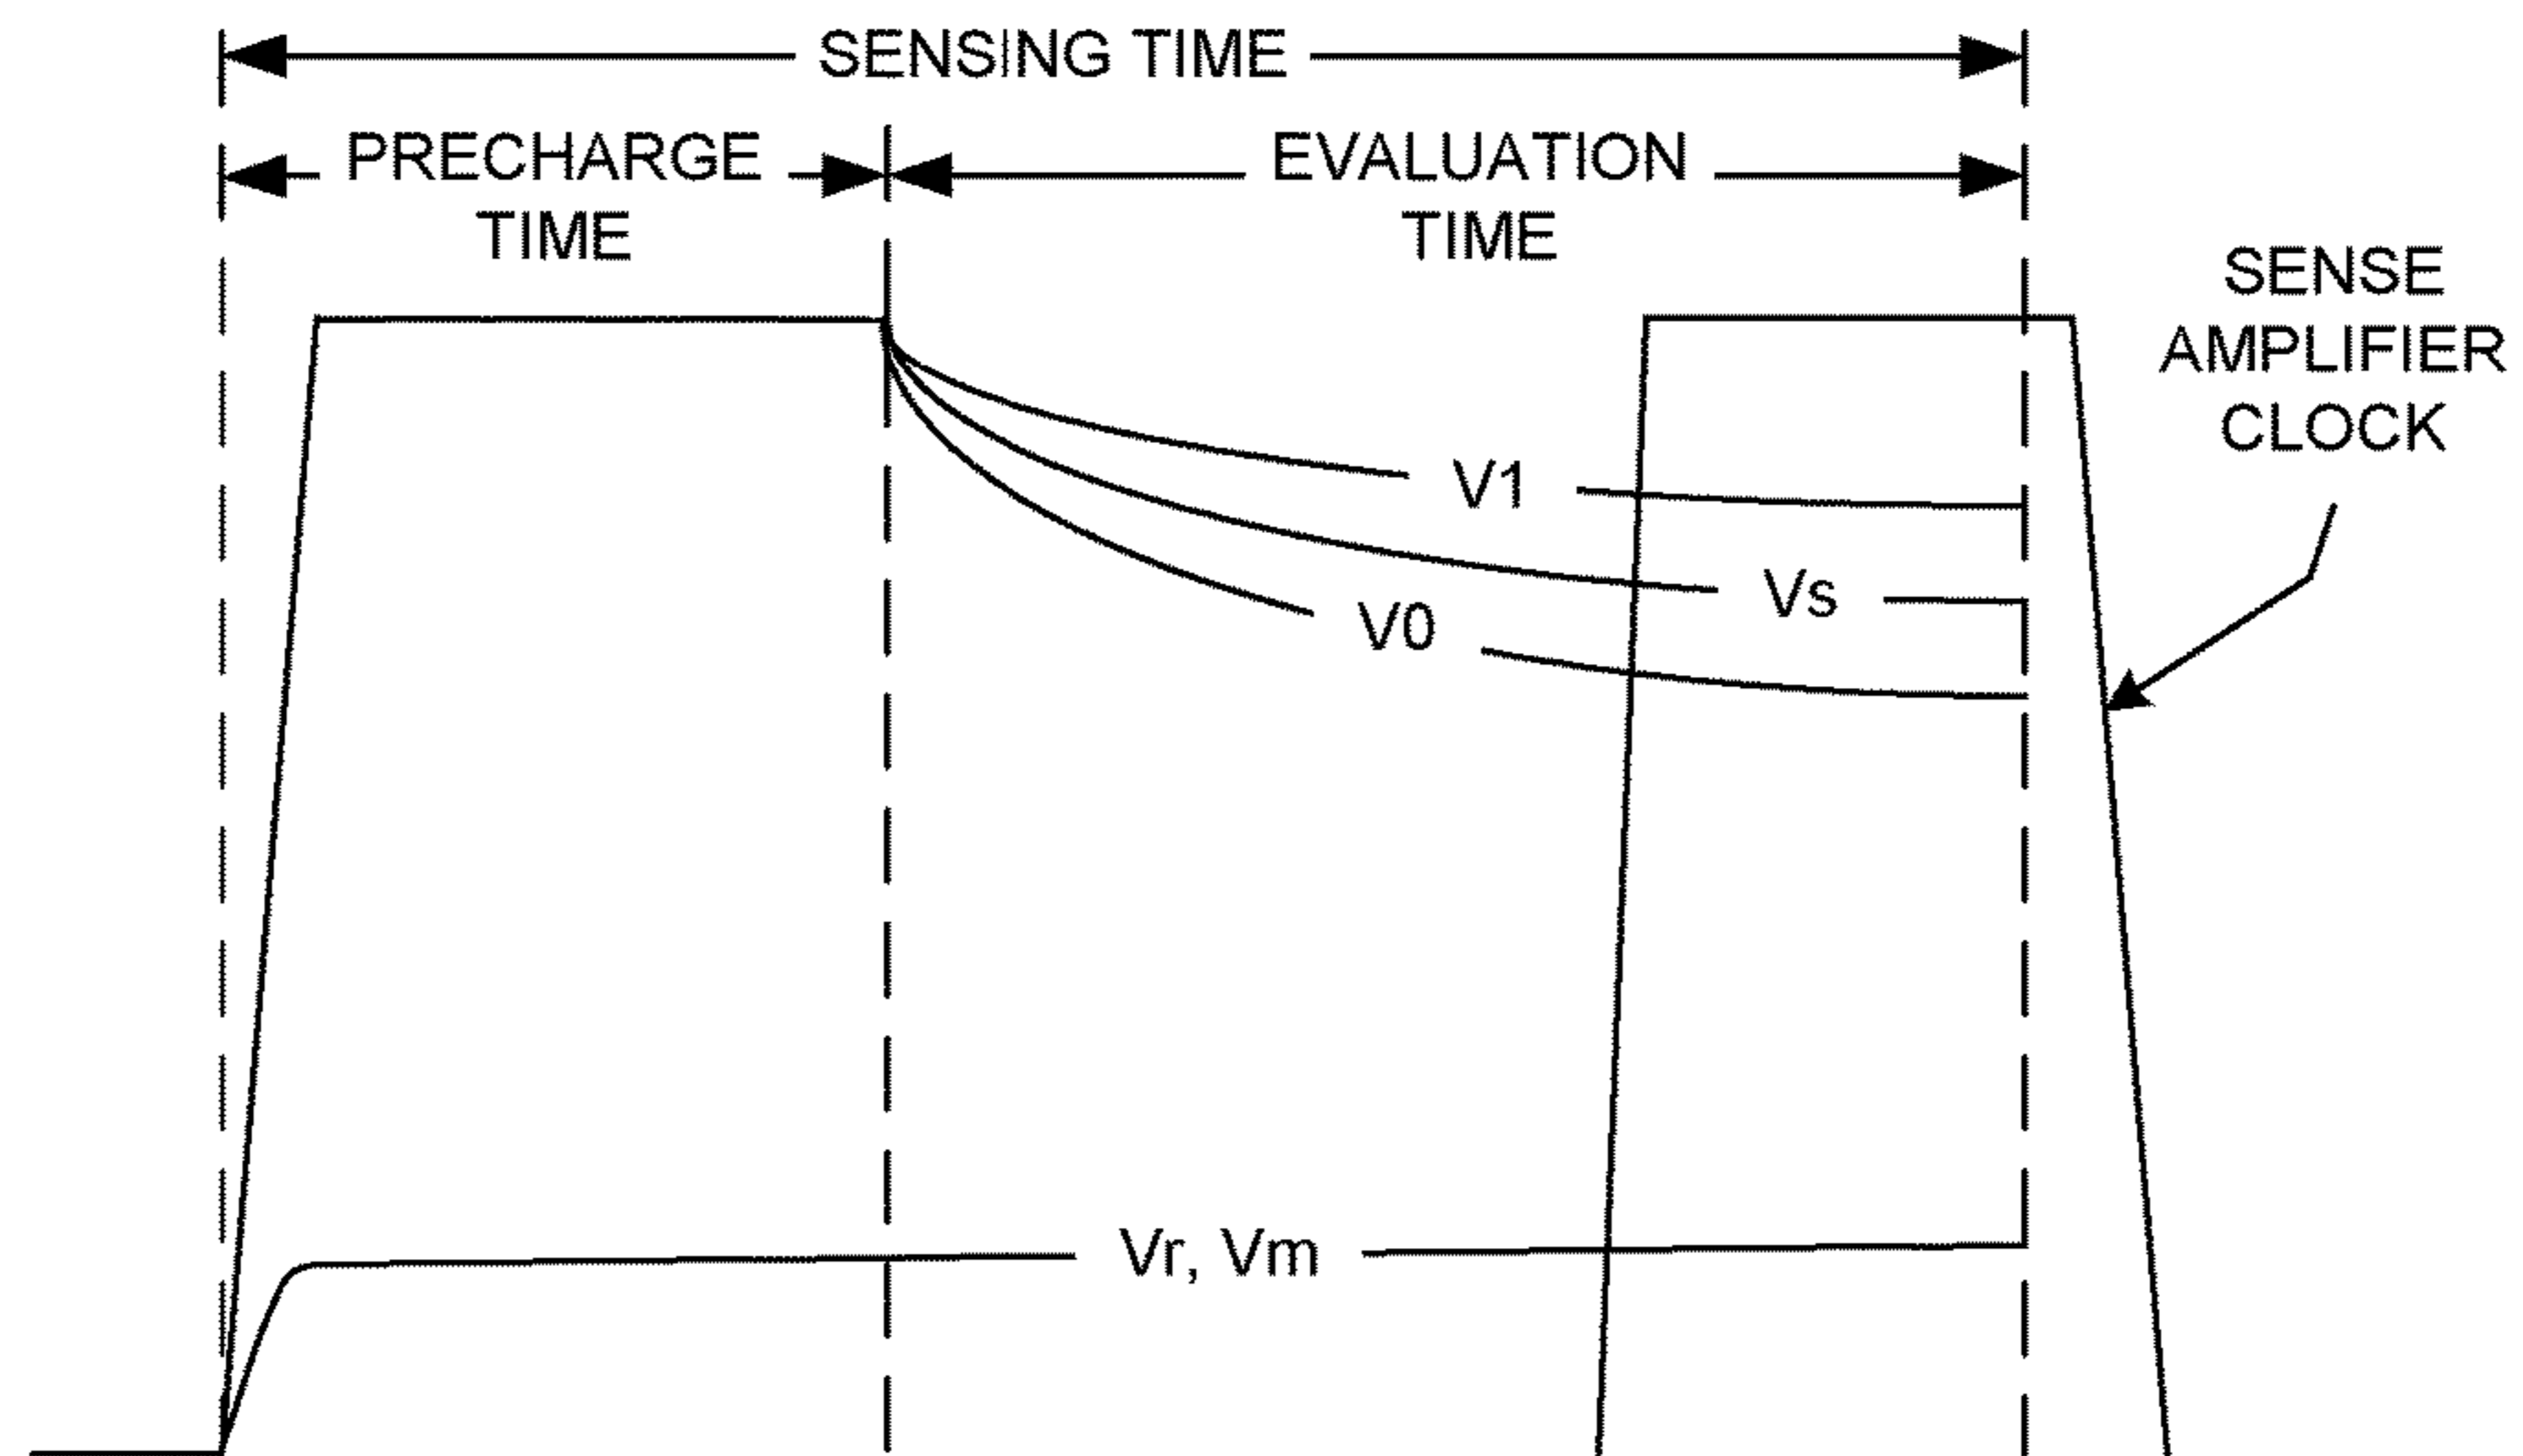 SENSING TIME
PRECHARGE
TIME
EVALUATION
TIME
SENSE
AMPLIFIER
CLOCK
V1
Vs
V0
Vr, Vm